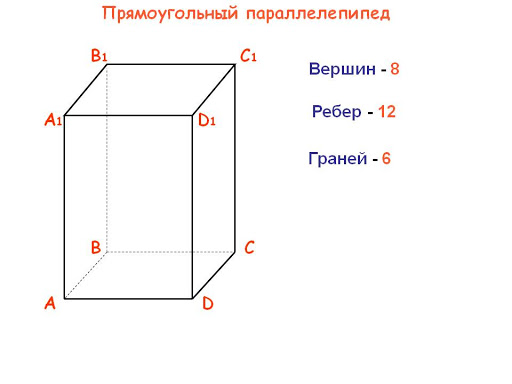 Прямоугольный параллелепипед
B1 C1
Вершин - 8
A1 D1
Ребер - 12
Граней - 6
B C
A D